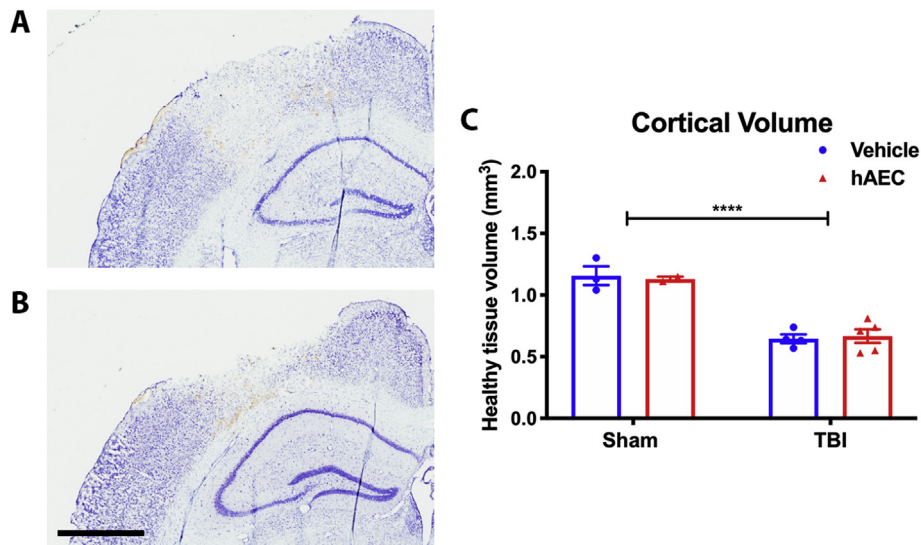 A
B
C
Cortical Volume
Vehicle
hAEC
Healthy tissue volume (mm³)
2.0
1.5
1.0
0.5
0.0
****
Sham
TBI